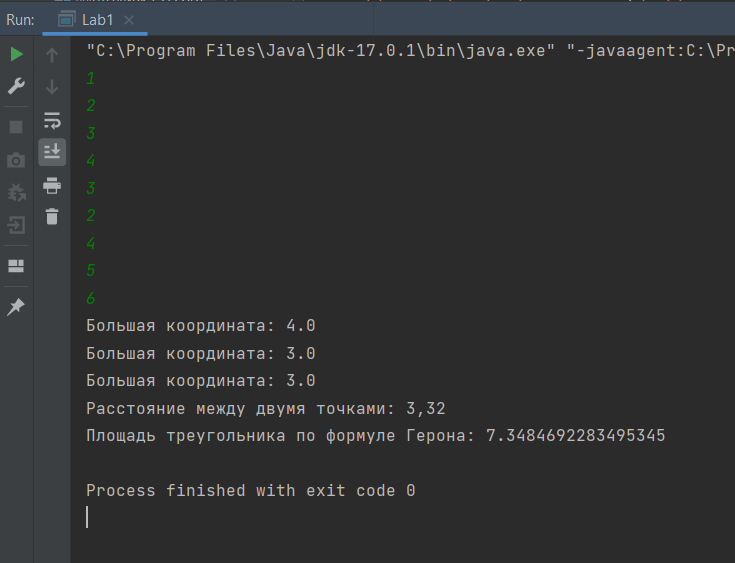 Run: Lab1
"C:\Program Files\Java\jdk-17.0.1\bin\java.exe" "-javaagent:C:\Pr
1
2
3
4
3
2
4
5
6
Большая координата: 4.0
Большая координата: 3.0
Большая координата: 3.0
Расстояние между двумя точками: 3,32
Площадь треугольника по формуле Герона: 7.3484692283495345
Process finished with exit code 0